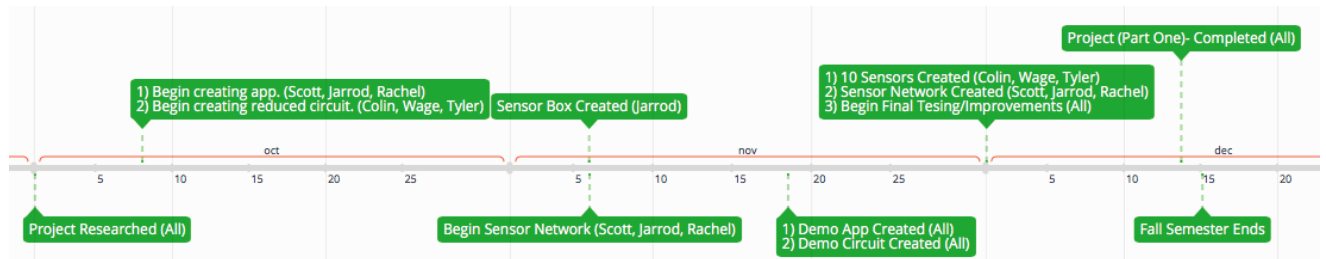 Project (Part One)- Completed (All)
1) Begin creating app. (Scott, Jarrod, Rachel)
2) Begin creating reduced circuit. (Colin, Wage, Tyler)
Sensor Box Created (Jarrod)
1) 10 Sensors Created (Colin, Wage, Tyler)
2) Sensor Network Created (Scott, Jarrod, Rachel)
3) Begin Final Tesing/Improvements (All)
oct nov dec
5 10 15 20 25 5 10 15 20 25 5 10 15 20
Project Researched (All)
Begin Sensor Network (Scott, Jarrod, Rachel)
1) Demo App Created (All)
2) Demo Circuit Created (All)
Fall Semester Ends